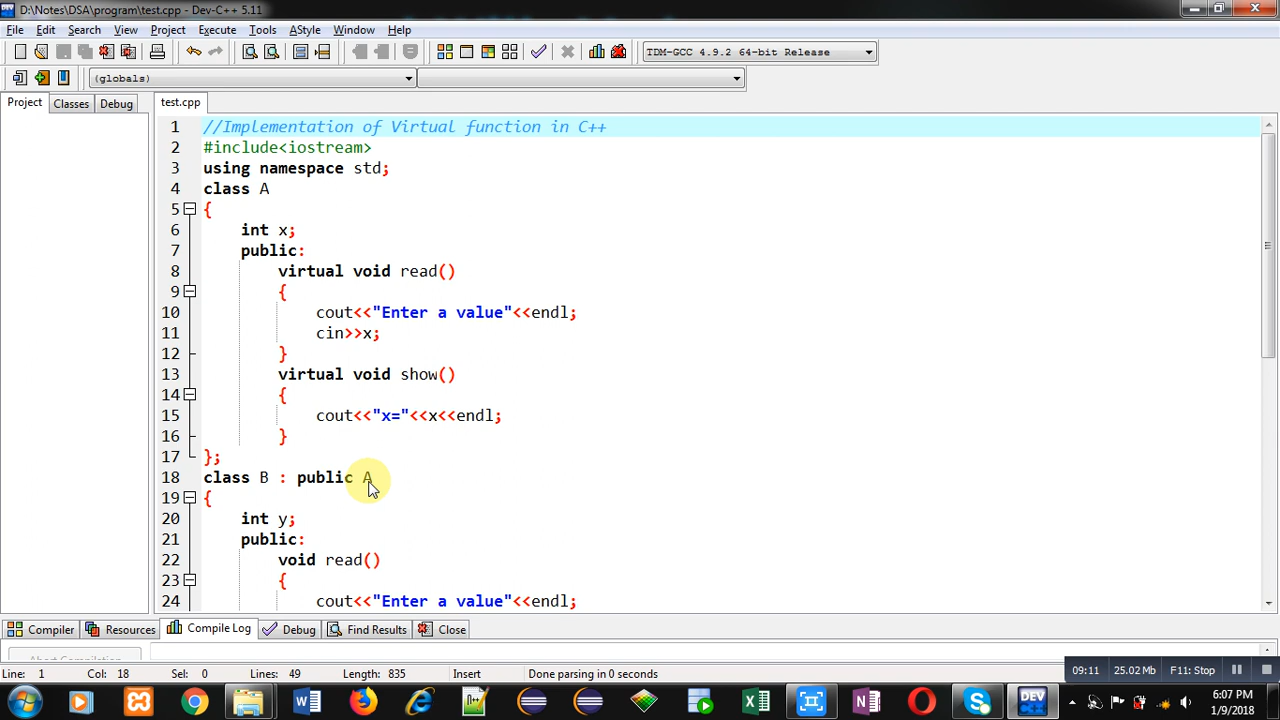 D:\Notes\DSA\program\test.cpp - Dev-C++ 5.11
File Edit Search View Project Execute Tools AStyle Window Help
TDM-GCC 4.9.2 64-bit Release
(globals)
Project Classes Debug test.cpp
1 //Implementation of Virtual function in C++
2 #include<iostream>
3 using namespace std;
4 class A
5 {
6 int x;
7 public:
8 virtual void read()
9 {
10 cout<<"Enter a value"<<endl;
11 cin>>x;
12 }
13 virtual void show()
14 {
15 cout<<"x="<<x<<endl;
16 }
17 };
18 class B : public A
19 {
20 int y;
21 public:
22 void read()
23 {
24 cout<<"Enter a value"<<endl;
Compiler Resources Compile Log Debug Find Results Close
Abort Compilation
Line: 1 Col: 18 Sel: 0 Lines: 49 Length: 835 Insert Done parsing in 0 seconds
09:11 25.02 Mb F11: Stop
6:07 PM
1/9/2018